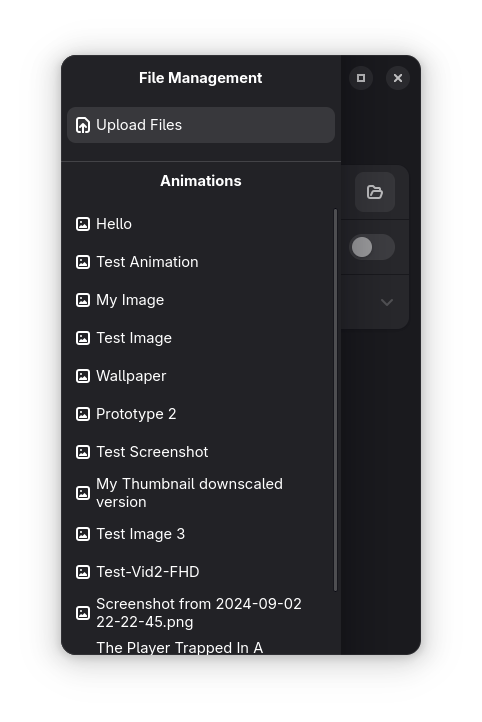 File Management
Upload Files
Animations
Hello
Test Animation
My Image
Test Image
Wallpaper
Prototype 2
Test Screenshot
My Thumbnail downscaled
version
Test Image 3
Test-Vid2-FHD
Screenshot from 2024-09-02
22-22-45.png
The Player Trapped In A